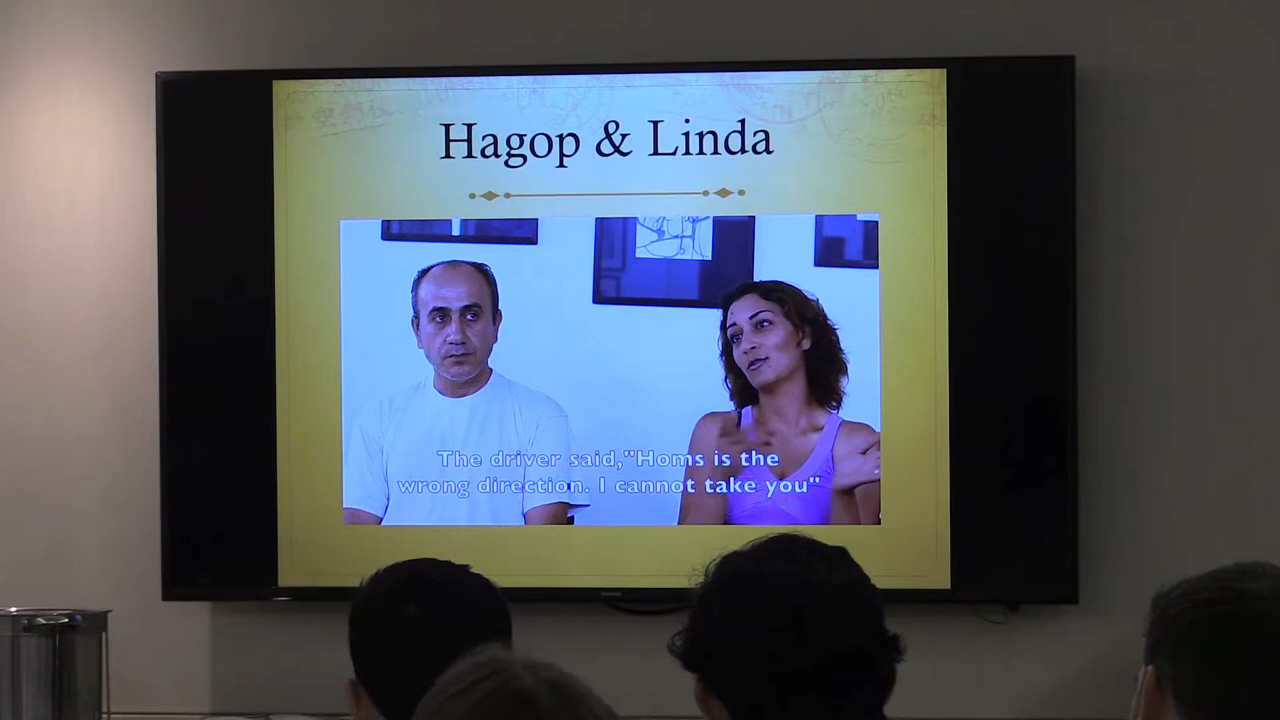 Hagop & Linda
The driver said,"Homs is the
wrong direction. I cannot take you"